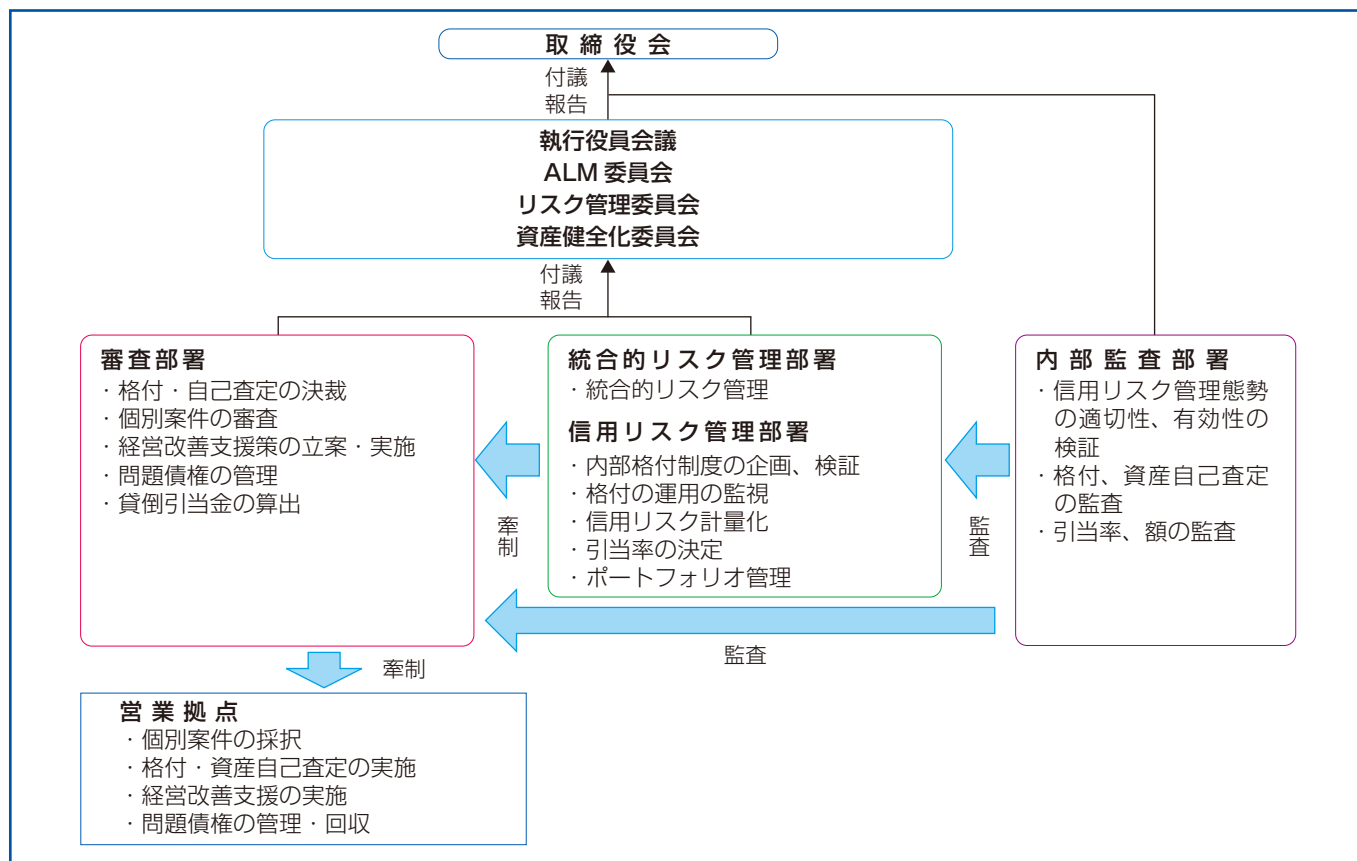 取締役会
付議
報告
執行役員会議
ALM 委員会
リスク管理委員会
資産健全化委員会
付議
報告
審査部署
・格付・自己査定の決裁
・個別案件の審査
・経営改善支援策の立案・実施
・問題債権の管理
・貸倒引当金の算出
牽制
統合的リスク管理部署
・統合的リスク管理
信用リスク管理部署
・内部格付制度の企画、検証
・格付の運用の監視
・信用リスク計量化
・引当率の決定
・ポートフォリオ管理
監査
内部監査部署
・信用リスク管理態勢
の適切性、有効性の
検証
・格付、資産自己査定
の監査
・引当率、額の監査
監査
牽制
営業拠点
・個別案件の採択
・格付・資産自己査定の実施
・経営改善支援の実施
・問題債権の管理・回収